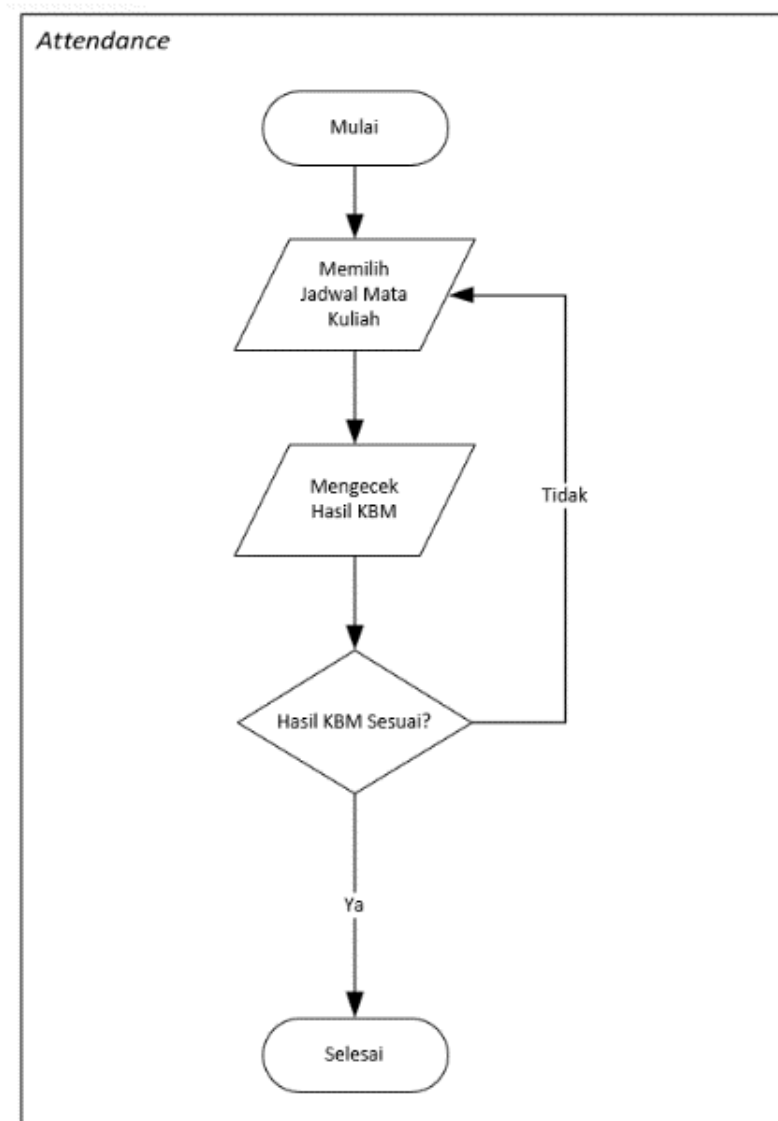 Attendance
Mulai
Memilih
Jadwal Mata
Kuliah
Mengecek
Hasil KBM
Tidak
Hasil KBM Sesuai?
Ya
Selesai